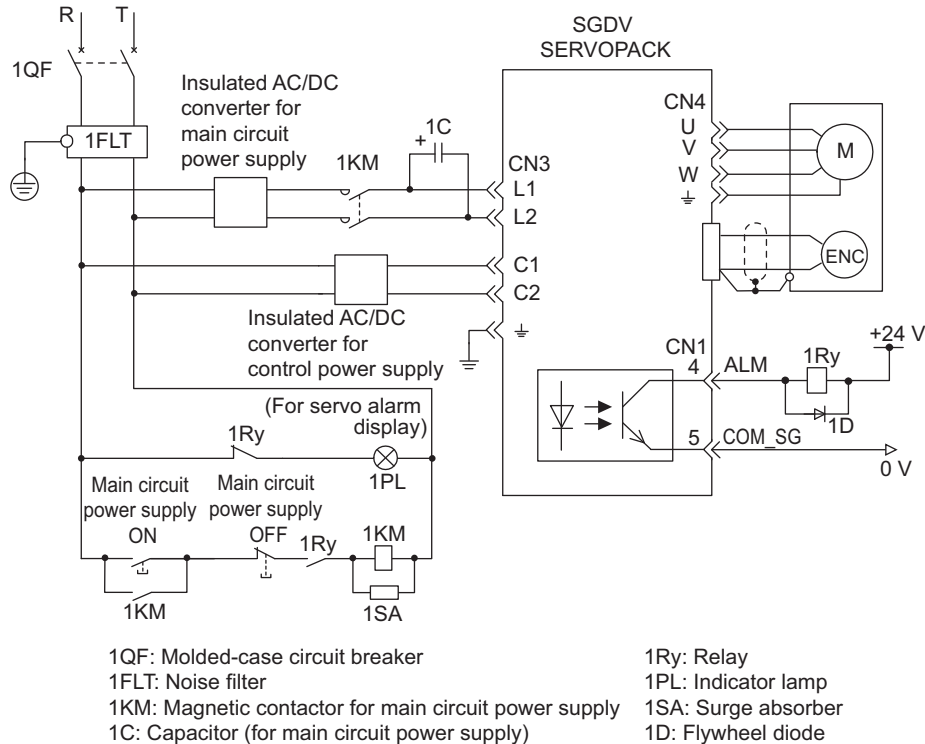 R
T
SGDV
SERVOPACK
1QF
Insulated AC/DC
converter for
main circuit
power supply
1FLT
1KM
+
1C
CN3
L1
L2
C1
C2
CN4
U
V
W
M
ENC
Insulated AC/DC
converter for
control power supply
CN1
4
ALM
1Ry
+24 V
1D
5
COM_SG
0 V
(For servo alarm
display)
1Ry
1PL
Main circuit
power supply
ON
Main circuit
power supply
OFF
1Ry
1KM
1KM
1SA
1QF: Molded-case circuit breaker
1FLT: Noise filter
1KM: Magnetic contactor for main circuit power supply
1C: Capacitor (for main circuit power supply)
1Ry: Relay
1PL: Indicator lamp
1SA: Surge absorber
1D: Flywheel diode